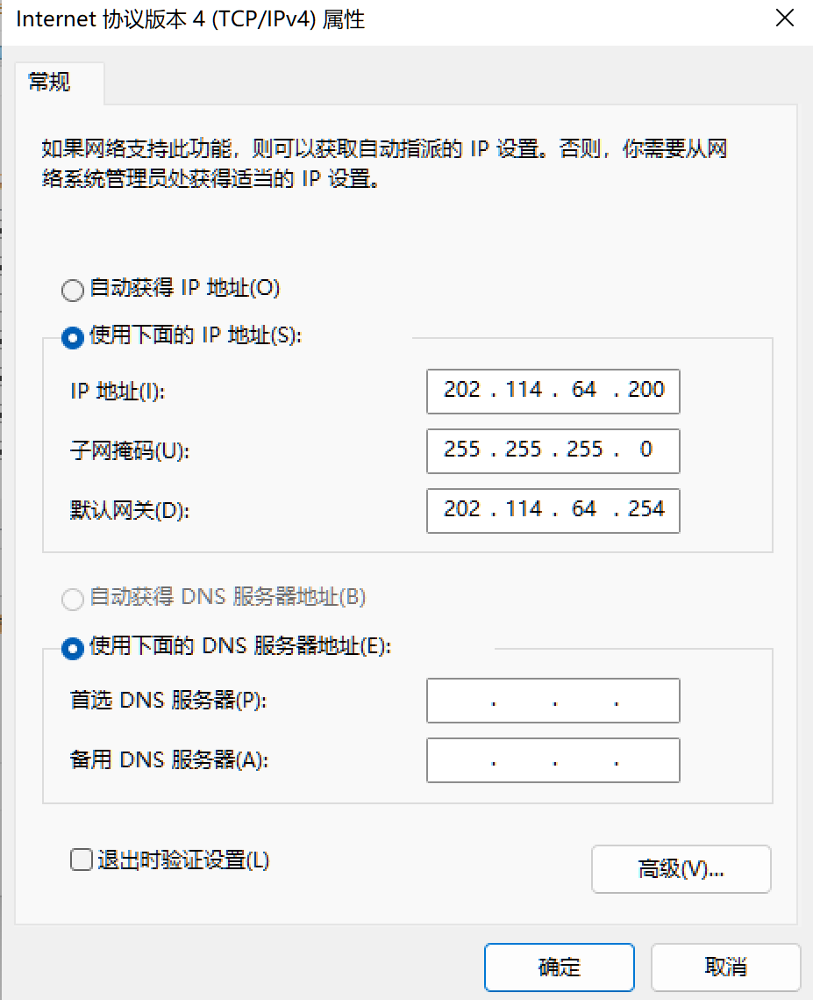 Internet 协议版本 4 (TCP/IPv4) 属性
常规
如果网络支持此功能，则可以获取自动指派的 IP 设置。否则，你需要从网
络系统管理员处获得适当的 IP 设置。
自动获得 IP 地址(O)
使用下面的 IP 地址(S):
IP 地址(I): 202 . 114 . 64 . 200
子网掩码(U): 255 . 255 . 255 . 0
默认网关(D): 202 . 114 . 64 . 254
自动获得 DNS 服务器地址(B)
使用下面的 DNS 服务器地址(E):
首选 DNS 服务器(P): . . .
备用 DNS 服务器(A): . . .
退出时验证设置(L)
高级(V)...
确定 取消